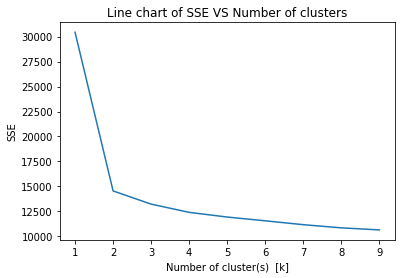 Line chart of SSE VS Number of clusters
30000
27500
25000
22500
20000
17500
15000
12500
10000
SSE
1 2 3 4 5 6 7 8 9
Number of cluster(s)  [k]